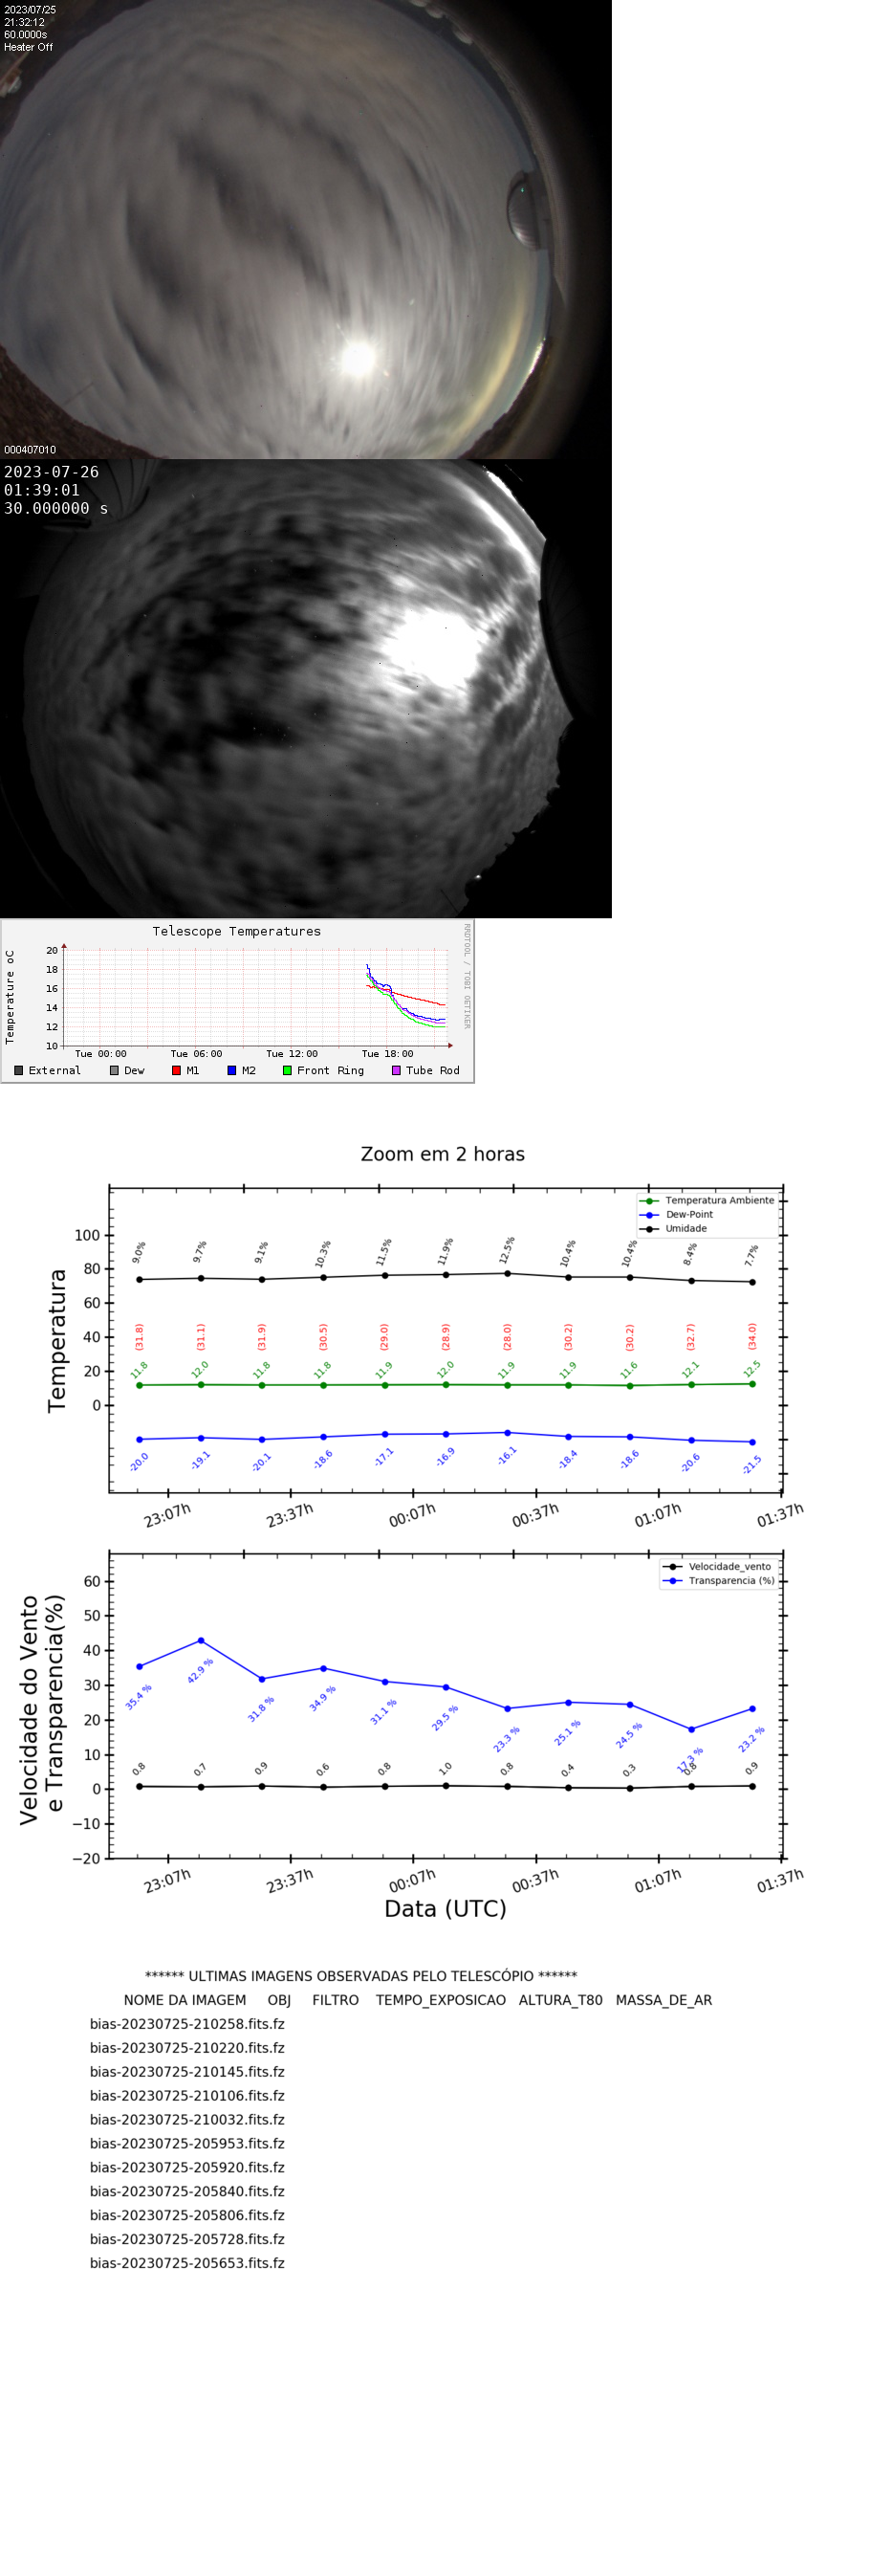 2023/07/25
21:32:12
60.0000s
Heater Off
000407010
2023-07-26
01:39:01
30.000000 s
Telescope Temperatures
RRDTOOL / TOBI OETIKER
Temperature oC
20
18
16
14
12
10
Tue 00:00 Tue 06:00 Tue 12:00 Tue 18:00
External Dew M1 M2 Front Ring Tube Rod
Zoom em 2 horas
Temperatura Ambiente
Dew-Point
Umidade
Temperatura
100
80
60
40
20
0
9.0% 9.7% 9.1% 10.3% 11.5% 11.9% 12.5% 10.4% 10.4% 8.4% 7.7%
(31.8) (31.1) (31.9) (30.5) (29.0) (28.9) (28.0) (30.2) (30.2) (32.7) (34.0)
11.8 12.0 11.8 11.8 11.9 12.0 11.9 11.9 11.6 12.1 12.5
-20.0 -19.1 -20.1 -18.6 -17.1 -16.9 -16.1 -18.4 -18.6 -20.6 -21.5
23:07h 23:37h 00:07h 00:37h 01:07h 01:37h
Velocidade_vento
Transparencia (%)
Velocidade do Vento
e Transparencia(%)
60
50
40
30
20
10
0
−10
−20
35.4 % 42.9 % 31.8 % 34.9 % 31.1 % 29.5 % 23.3 % 25.1 % 24.5 % 17.3 % 23.2 %
0.8 0.7 0.9 0.6 0.8 1.0 0.8 0.4 0.3 0.8 0.9
23:07h 23:37h 00:07h 00:37h 01:07h 01:37h
Data (UTC)
****** ULTIMAS IMAGENS OBSERVADAS PELO TELESCÓPIO ******
NOME DA IMAGEM OBJ FILTRO TEMPO_EXPOSICAO ALTURA_T80 MASSA_DE_AR
bias-20230725-210258.fits.fz
bias-20230725-210220.fits.fz
bias-20230725-210145.fits.fz
bias-20230725-210106.fits.fz
bias-20230725-210032.fits.fz
bias-20230725-205953.fits.fz
bias-20230725-205920.fits.fz
bias-20230725-205840.fits.fz
bias-20230725-205806.fits.fz
bias-20230725-205728.fits.fz
bias-20230725-205653.fits.fz